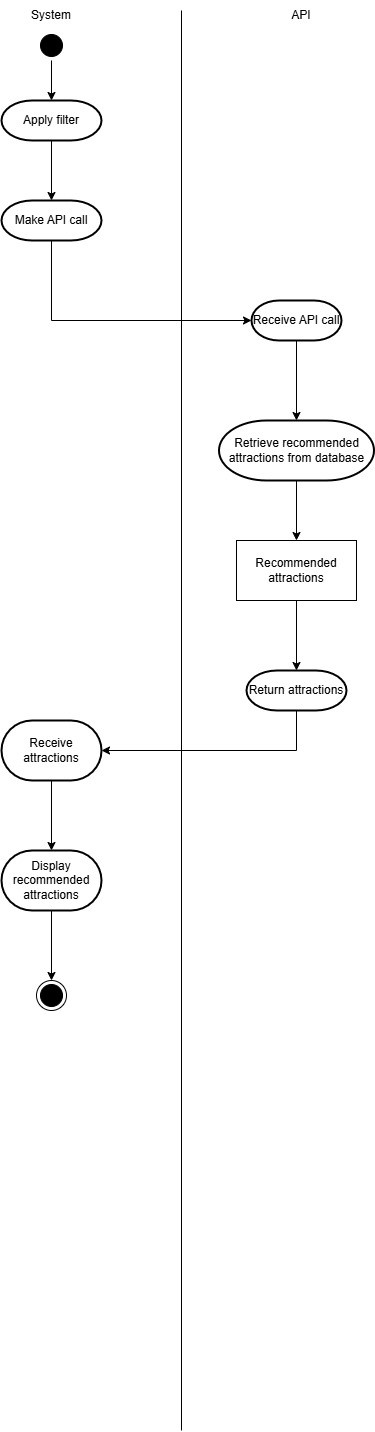 System
API
Apply filter
Make API call
Receive API call
Retrieve recommended
attractions from database
Recommended
attractions
Return attractions
Receive
attractions
Display
recommended
attractions